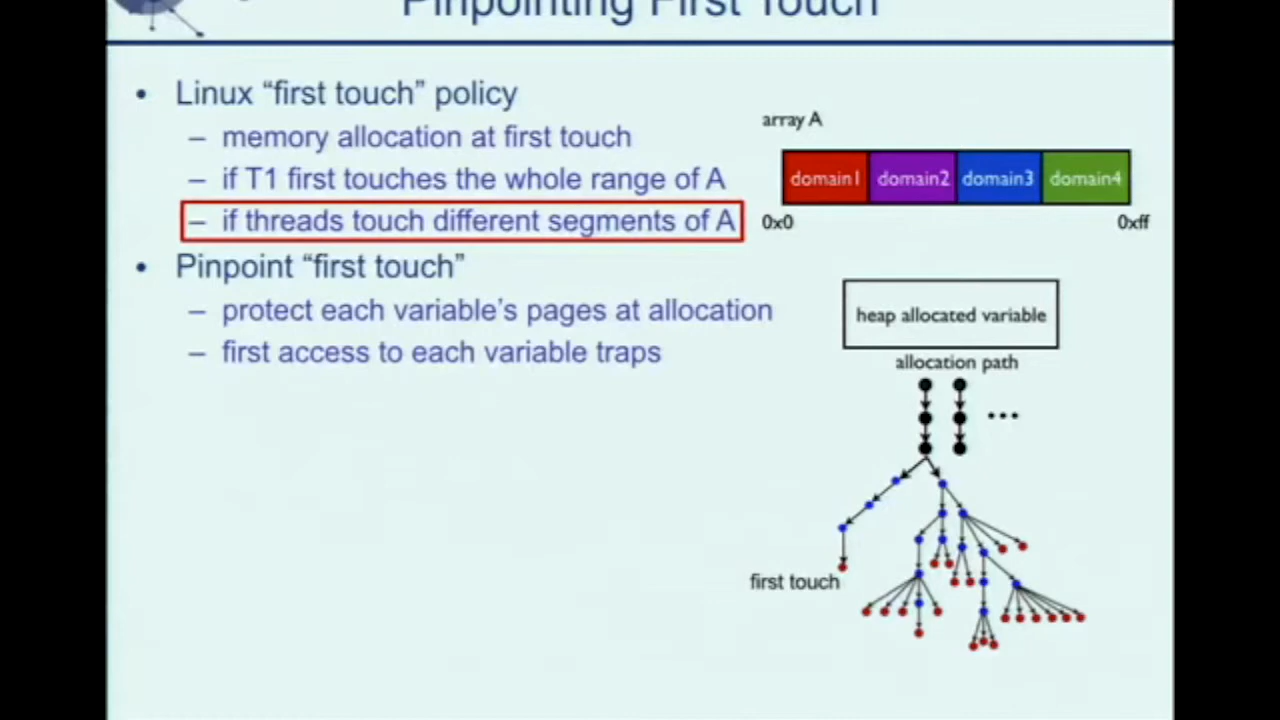 Pinpointing First Touch
• Linux “first touch” policy
– memory allocation at first touch
– if T1 first touches the whole range of A
– if threads touch different segments of A
• Pinpoint “first touch”
– protect each variable’s pages at allocation
– first access to each variable traps
array A
domain1 domain2 domain3 domain4
0x0 0xff
heap allocated variable
allocation path
...
first touch